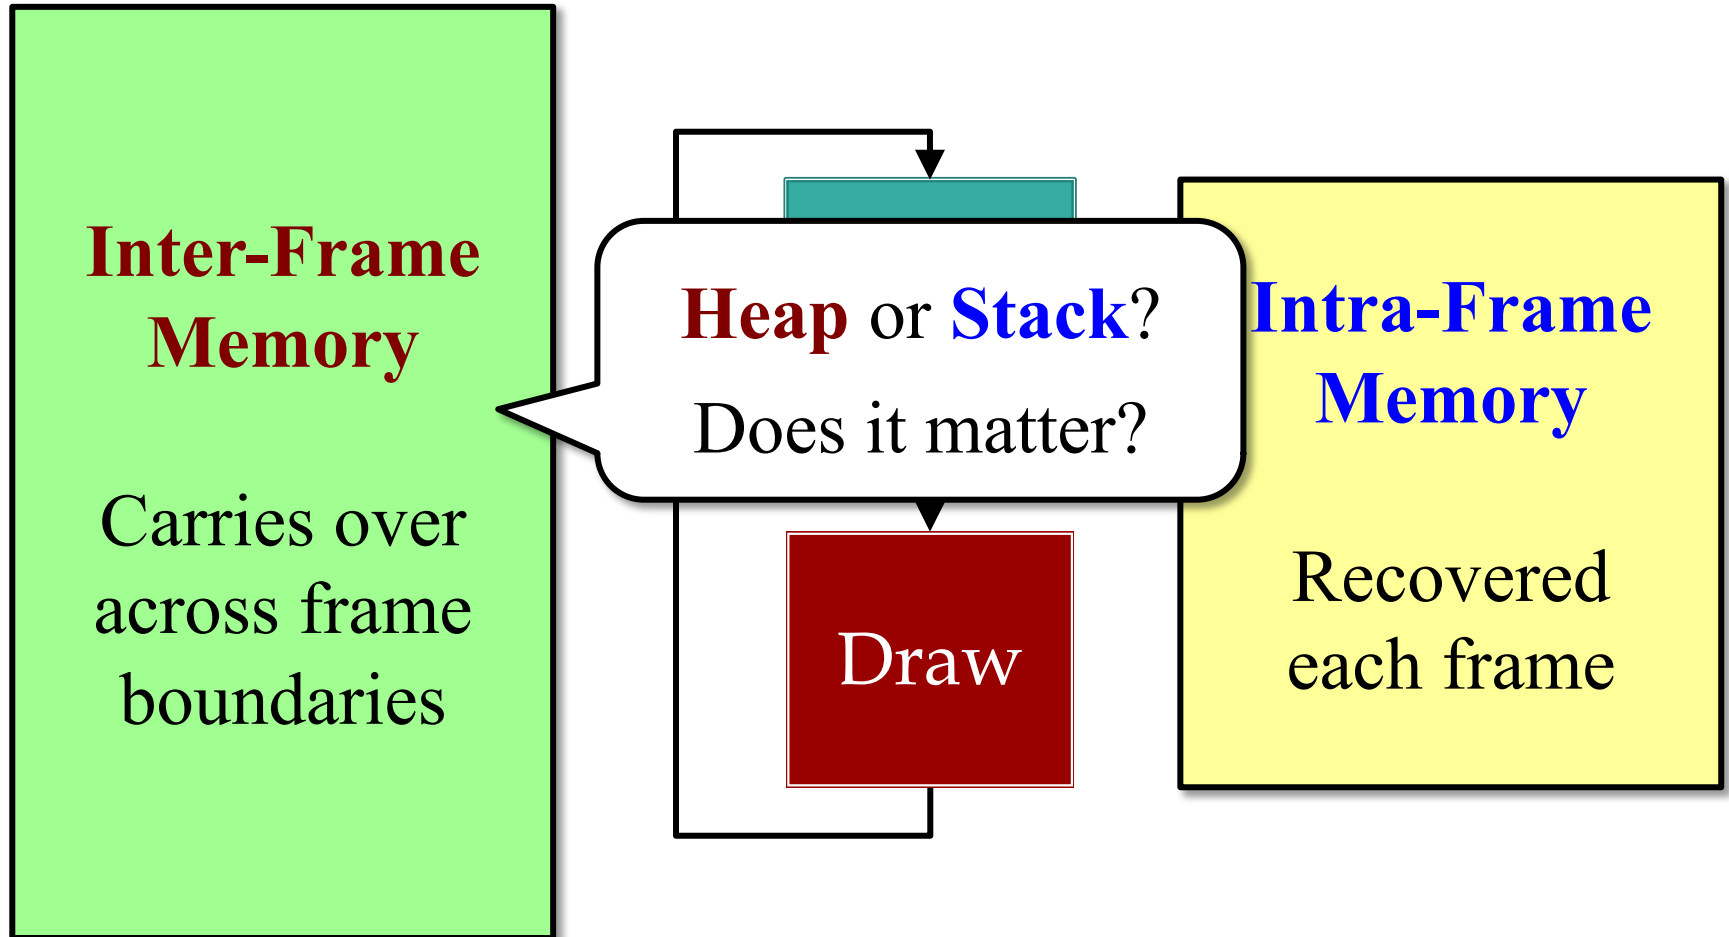 Inter-Frame
Memory
Carries over
across frame
boundaries
Heap or Stack?
Does it matter?
Draw
Intra-Frame
Memory
Recovered
each frame